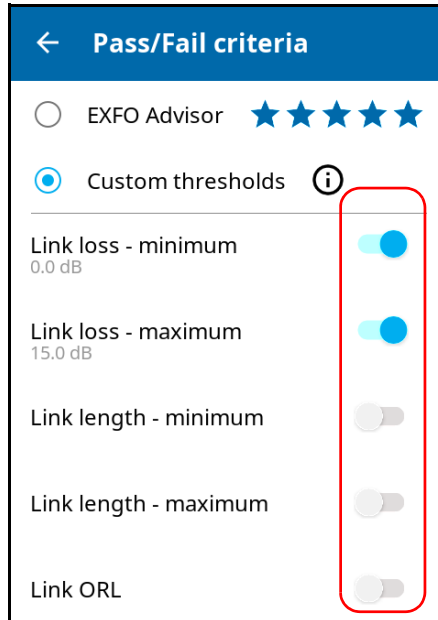 Pass/Fail criteria
EXFO Advisor
Custom thresholds
Link loss - minimum
0.0 dB
Link loss - maximum
15.0 dB
Link length - minimum
Link length - maximum
Link ORL